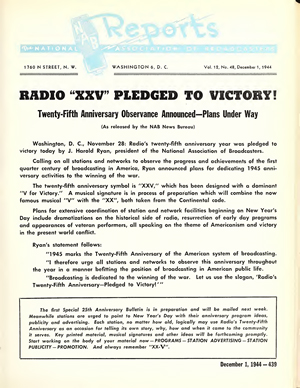 NAB Reports
NATIONAL ASSOCIATION OF BROADCASTERS
1760 N STREET, N. W. WASHINGTON 6, D. C. Vol. 12, No. 48, December 1, 1944
RADIO "XXV" PLEDGED TO VICTORY!
Twenty-Fifth Anniversary Observance Announced—Plans Under Way
(As released by the NAB News Bureau)
Washington, D. C., November 28: Radio's twenty-fifth anniversary year was pledged to
victory today by J. Harold Ryan, president of the National Association of Broadcasters.
Calling on all stations and networks to observe the progress and achievements of the first
quarter century of broadcasting in America, Ryan announced plans for dedicating 1945 anni-
versary activities to the winning of the war.
The twenty-fifth anniversary symbol is "XXV," which has been designed with a dominant
"V for Victory." A musical signature is in process of preparation which will combine the now
famous musical "V" with the "XX", both taken from the Continental code.
Plans for extensive coordination of station and network facilities beginning on New Year's
Day include dramatizations on the historical side of radio, resurrection of early day programs
and appearances of veteran performers, all speaking on the theme of Americanism and victory
in the present world conflict.
Ryan's statement follows:
"1945 marks the Twenty-Fifth Anniversary of the American system of broadcasting.
"I therefore urge all stations and networks to observe this anniversary throughout
the year in a manner befitting the position of broadcasting in American public life.
"Broadcasting is dedicated to the winning of the war. Let us use the slogan, 'Radio's
Twenty-Fifth Anniversary—Pledged to Victory!'"
The first Special 25th Anniversary Bulletin is in preparation and will be mailed next week.
Meanwhile stations are urged to point to New Year's Day with their anniversary program ideas,
publicity and advertising. Each station, no matter how old, logically may use Radio's Twenty-Fifth
Anniversary as an occasion for telling its own story, why, how and when it came to the community
it serves. Key printed material, musical signatures and other ideas will be forthcoming promptly.
Start working on the body of your material now—PROGRAMS—STATION ADVERTISING—STATION
PUBLICITY—PROMOTION. And always remember "XX-V".
December 1, 1944—439